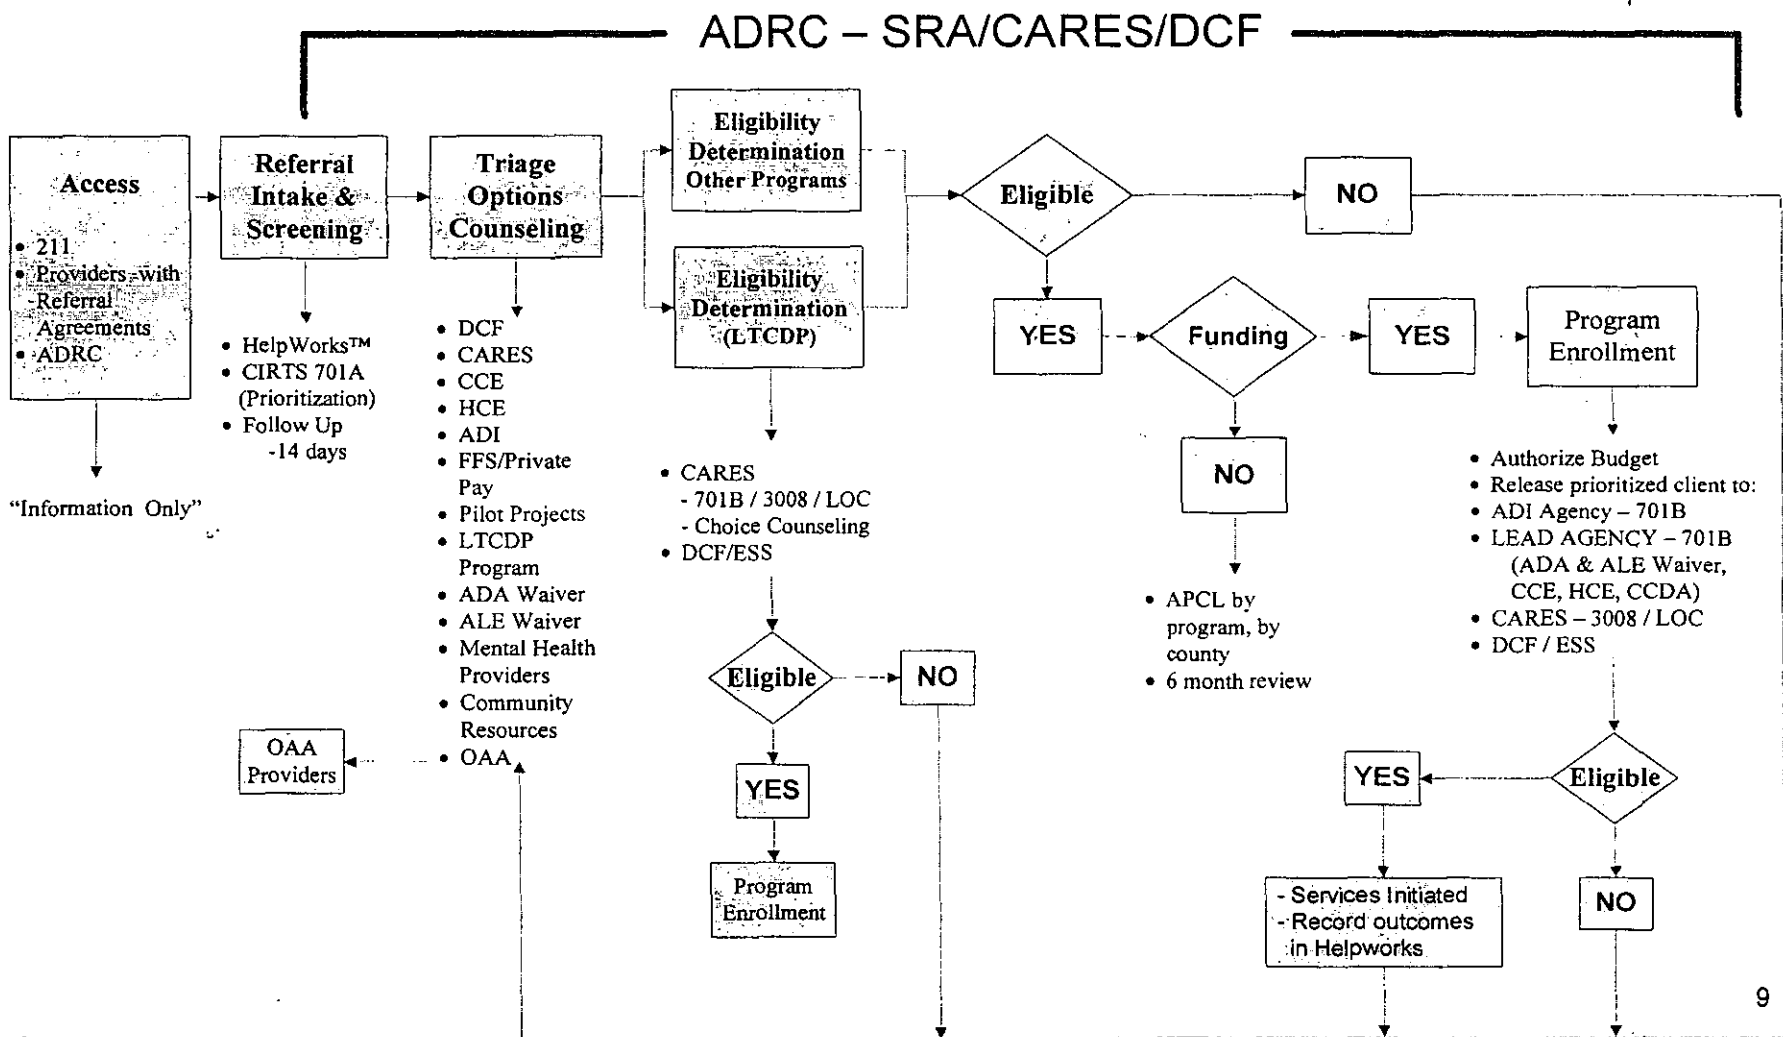 ADRC – SRA/CARES/DCF
Access
• 211
• Providers with
-Referral
Agreements
• ADRC
"Information Only"
Referral
Intake &
Screening
• HelpWorks™
• CIRTS 701A
(Prioritization)
• Follow Up
-14 days
Triage
Options
Counseling
• DCF
• CARES
• CCE
• HCE
• ADI
• FFS/Private
Pay
• Pilot Projects
• LTCDP
Program
• ADA Waiver
• ALE Waiver
• Mental Health
Providers
• Community
Resources
• OAA
OAA
Providers
Eligibility
Determination
Other Programs
Eligibility
Determination
(LTCDP)
• CARES
- 701B / 3008 / LOC
- Choice Counseling
• DCF/ESS
Eligible
NO
YES
Program
Enrollment
Eligible
NO
YES
Funding
YES
Program
Enrollment
NO
• APCL by
program, by
county
• 6 month review
• Authorize Budget
• Release prioritized client to:
• ADI Agency – 701B
• LEAD AGENCY – 701B
(ADA & ALE Waiver,
CCE, HCE, CCDA)
• CARES – 3008 / LOC
• DCF / ESS
Eligible
YES
NO
- Services Initiated
- Record outcomes
in Helpworks
9